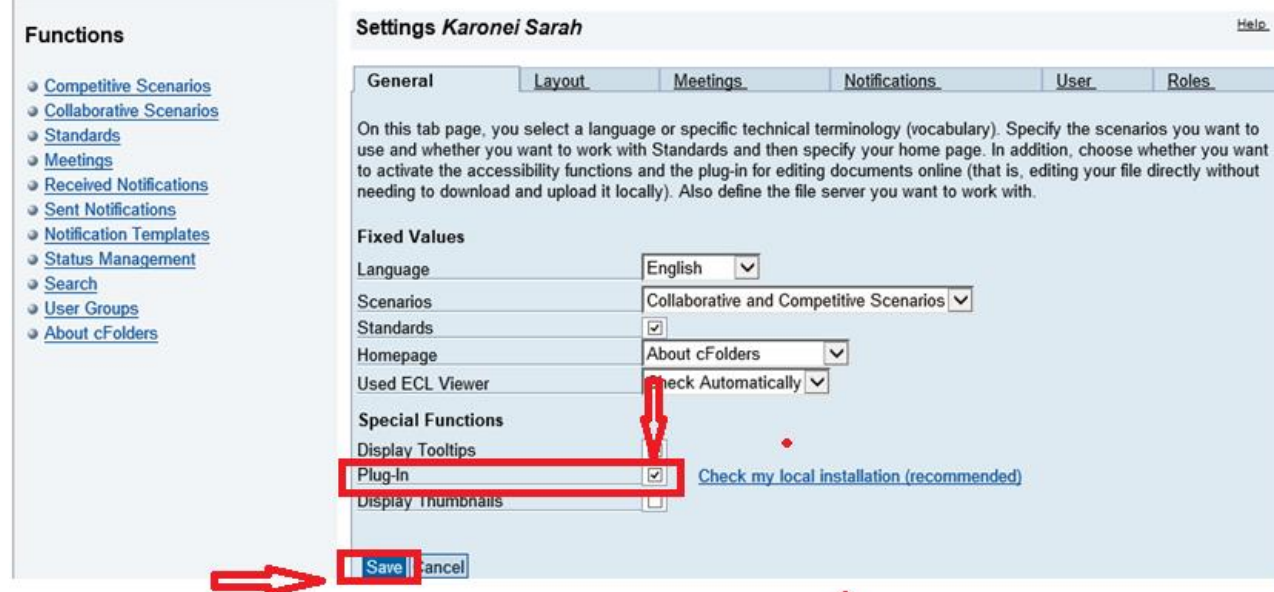 Functions
Competitive Scenarios
Collaborative Scenarios
Standards
Meetings
Received Notifications
Sent Notifications
Notification Templates
Status Management
Search
User Groups
About cFolders
Settings Karonei Sarah
Help
General Layout Meetings Notifications User Roles
On this tab page, you select a language or specific technical terminology (vocabulary). Specify the scenarios you want to
use and whether you want to work with Standards and then specify your home page. In addition, choose whether you want
to activate the accessibility functions and the plug-in for editing documents online (that is, editing your file directly without
needing to download and upload it locally). Also define the file server you want to work with.
Fixed Values
Language English
Scenarios Collaborative and Competitive Scenarios
Standards
Homepage About cFolders
Used ECL Viewer Check Automatically
Special Functions
Display Tooltips
Plug-In Check my local installation (recommended)
Display Thumbnails
Save Cancel